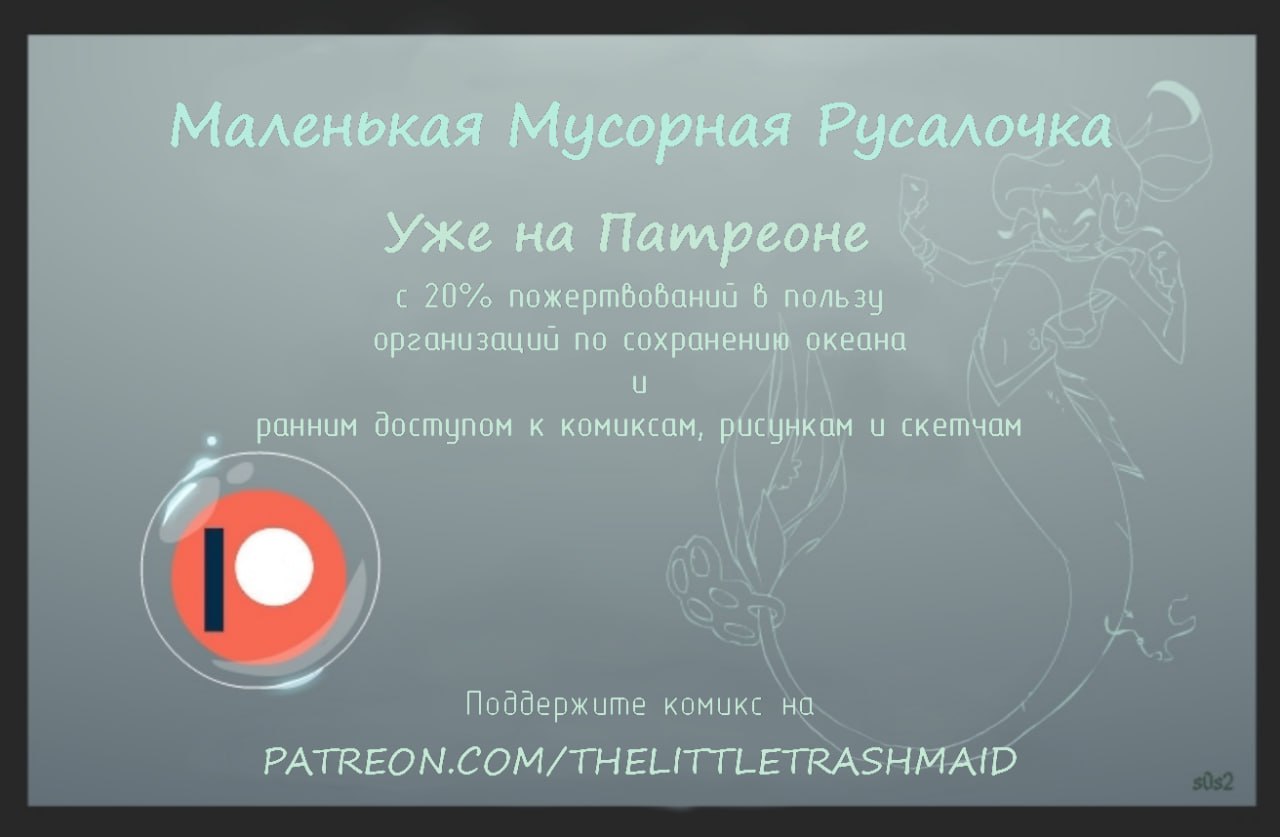 Маленькая Мусорная Русалочка
Уже на Патреоне
с 20% пожертвований в пользу
организаций по сохранению океана
и
ранним доступом к комиксам, рисункам и скетчам
Поддержите комикс на
PATREON.COM/THELITTLETRASHMAID
s0s2